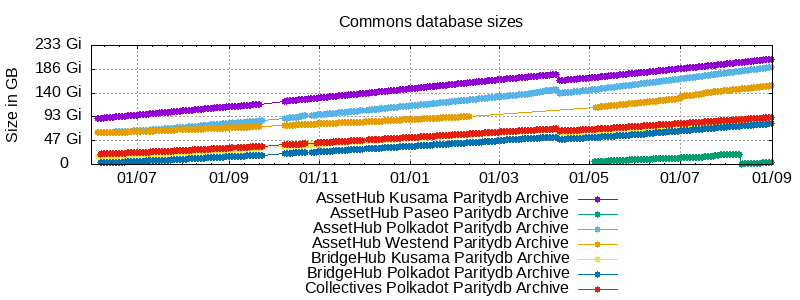 Commons database sizes
Size in GB
233 Gi
186 Gi
140 Gi
93 Gi
47 Gi
0
01/07 01/09 01/11 01/01 01/03 01/05 01/07 01/09
AssetHub Kusama Paritydb Archive
AssetHub Paseo Paritydb Archive
AssetHub Polkadot Paritydb Archive
AssetHub Westend Paritydb Archive
BridgeHub Kusama Paritydb Archive
BridgeHub Polkadot Paritydb Archive
Collectives Polkadot Paritydb Archive